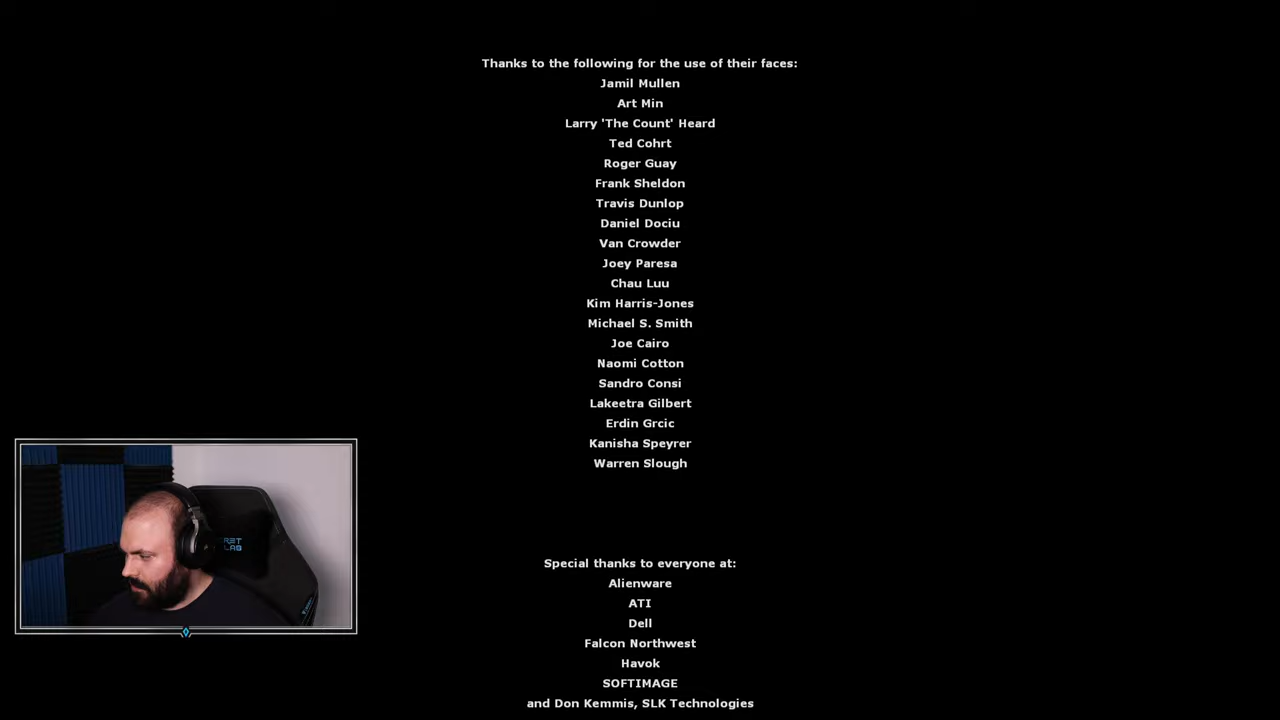 Thanks to the following for the use of their faces:
Jamil Mullen
Art Min
Larry 'The Count' Heard
Ted Cohrt
Roger Guay
Frank Sheldon
Travis Dunlop
Daniel Dociu
Van Crowder
Joey Paresa
Chau Luu
Kim Harris-Jones
Michael S. Smith
Joe Cairo
Naomi Cotton
Sandro Consi
Lakeetra Gilbert
Erdin Grcic
Kanisha Speyrer
Warren Slough
Special thanks to everyone at:
Alienware
ATI
Dell
Falcon Northwest
Havok
SOFTIMAGE
and Don Kemmis, SLK Technologies